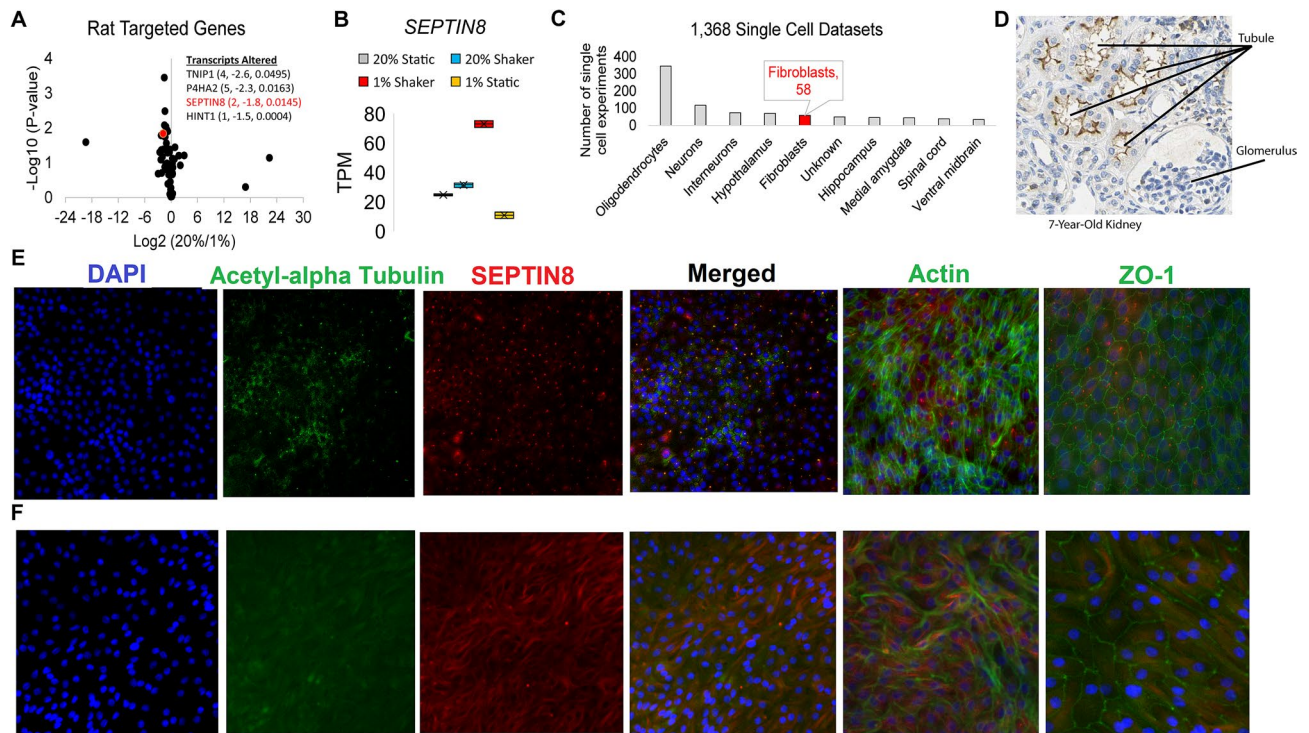 A
Rat Targeted Genes
-Log10 (P-value)
4
3
2
1
0
-24 -18 -12 -6 0 6 12 18 24 30
Log2 (20%/1%)
Transcripts Altered
TNIP1 (4, -2.6, 0.0495)
P4HA2 (5, -2.3, 0.0163)
SEPTIN8 (2, -1.8, 0.0145)
HINT1 (1, -1.5, 0.0004)
B
SEPTIN8
20% Static 20% Shaker
1% Shaker 1% Static
TPM
80
60
40
20
0
C
1,368 Single Cell Datasets
Number of single
cell experiments
400
300
200
100
0
Fibroblasts,
58
Oligodendrocytes
Neurons
Interneurons
Hypothalamus
Fibroblasts
Unknown
Hippocampus
Medial amygdala
Spinal cord
Ventral midbrain
D
Tubule
Glomerulus
7-Year-Old Kidney
E
DAPI Acetyl-alpha Tubulin SEPTIN8 Merged Actin ZO-1
F